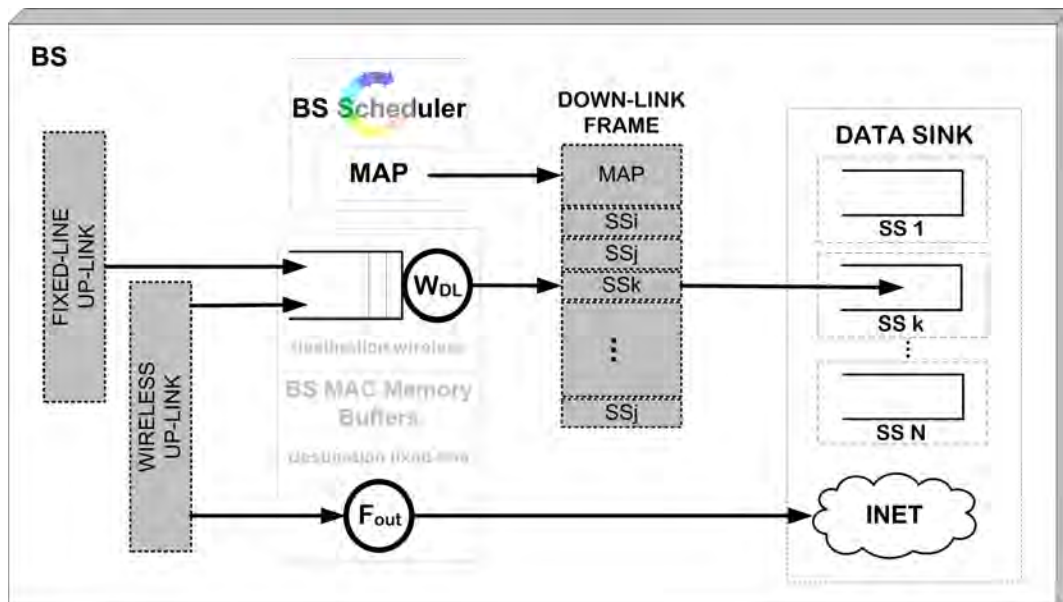 BS
BS Scheduler
MAP
FIXED-LINE
UP-LINK
WIRELESS
UP-LINK
WDL
destination wireless
BS MAC Memory
Buffers
destination fixed-line
Fout
DOWN-LINK
FRAME
MAP
SSi
SSj
SSk
⋮
SSj
DATA SINK
SS 1
SS k
⋮
SS N
INET